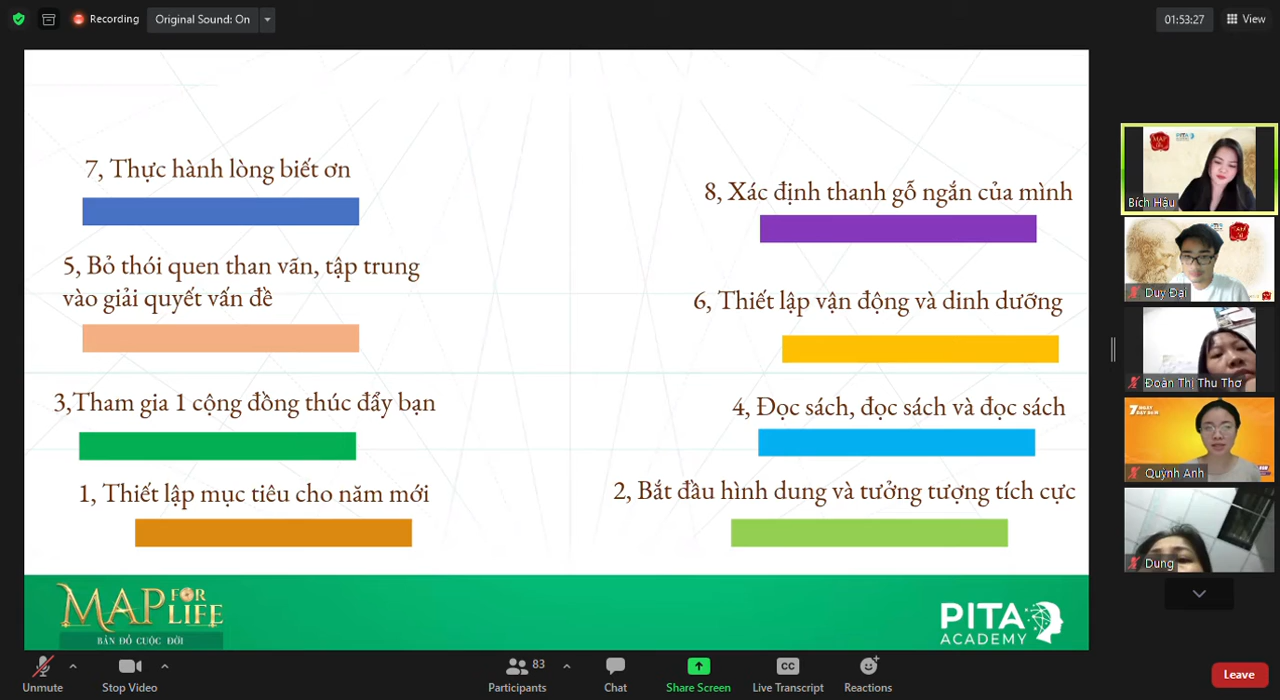 Recording
Original Sound: On
01:53:27
View
7, Thực hành lòng biết ơn
8, Xác định thanh gỗ ngắn của mình
5, Bỏ thói quen than vãn, tập trung
vào giải quyết vấn đề
6, Thiết lập vận động và dinh dưỡng
3,Tham gia 1 cộng đồng thúc đẩy bạn
4, Đọc sách, đọc sách và đọc sách
1, Thiết lập mục tiêu cho năm mới
2, Bắt đầu hình dung và tưởng tượng tích cực
MAP FOR LIFE
BẢN ĐỒ CUỘC ĐỜI
PITA
ACADEMY
Bích Hậu
Duy Đại
Đoàn Thị Thu Thơ
7 NGÀY
Quỳnh Anh
Dung
Unmute
Stop Video
Participants
83
Chat
Share Screen
CC
Live Transcript
Reactions
Leave